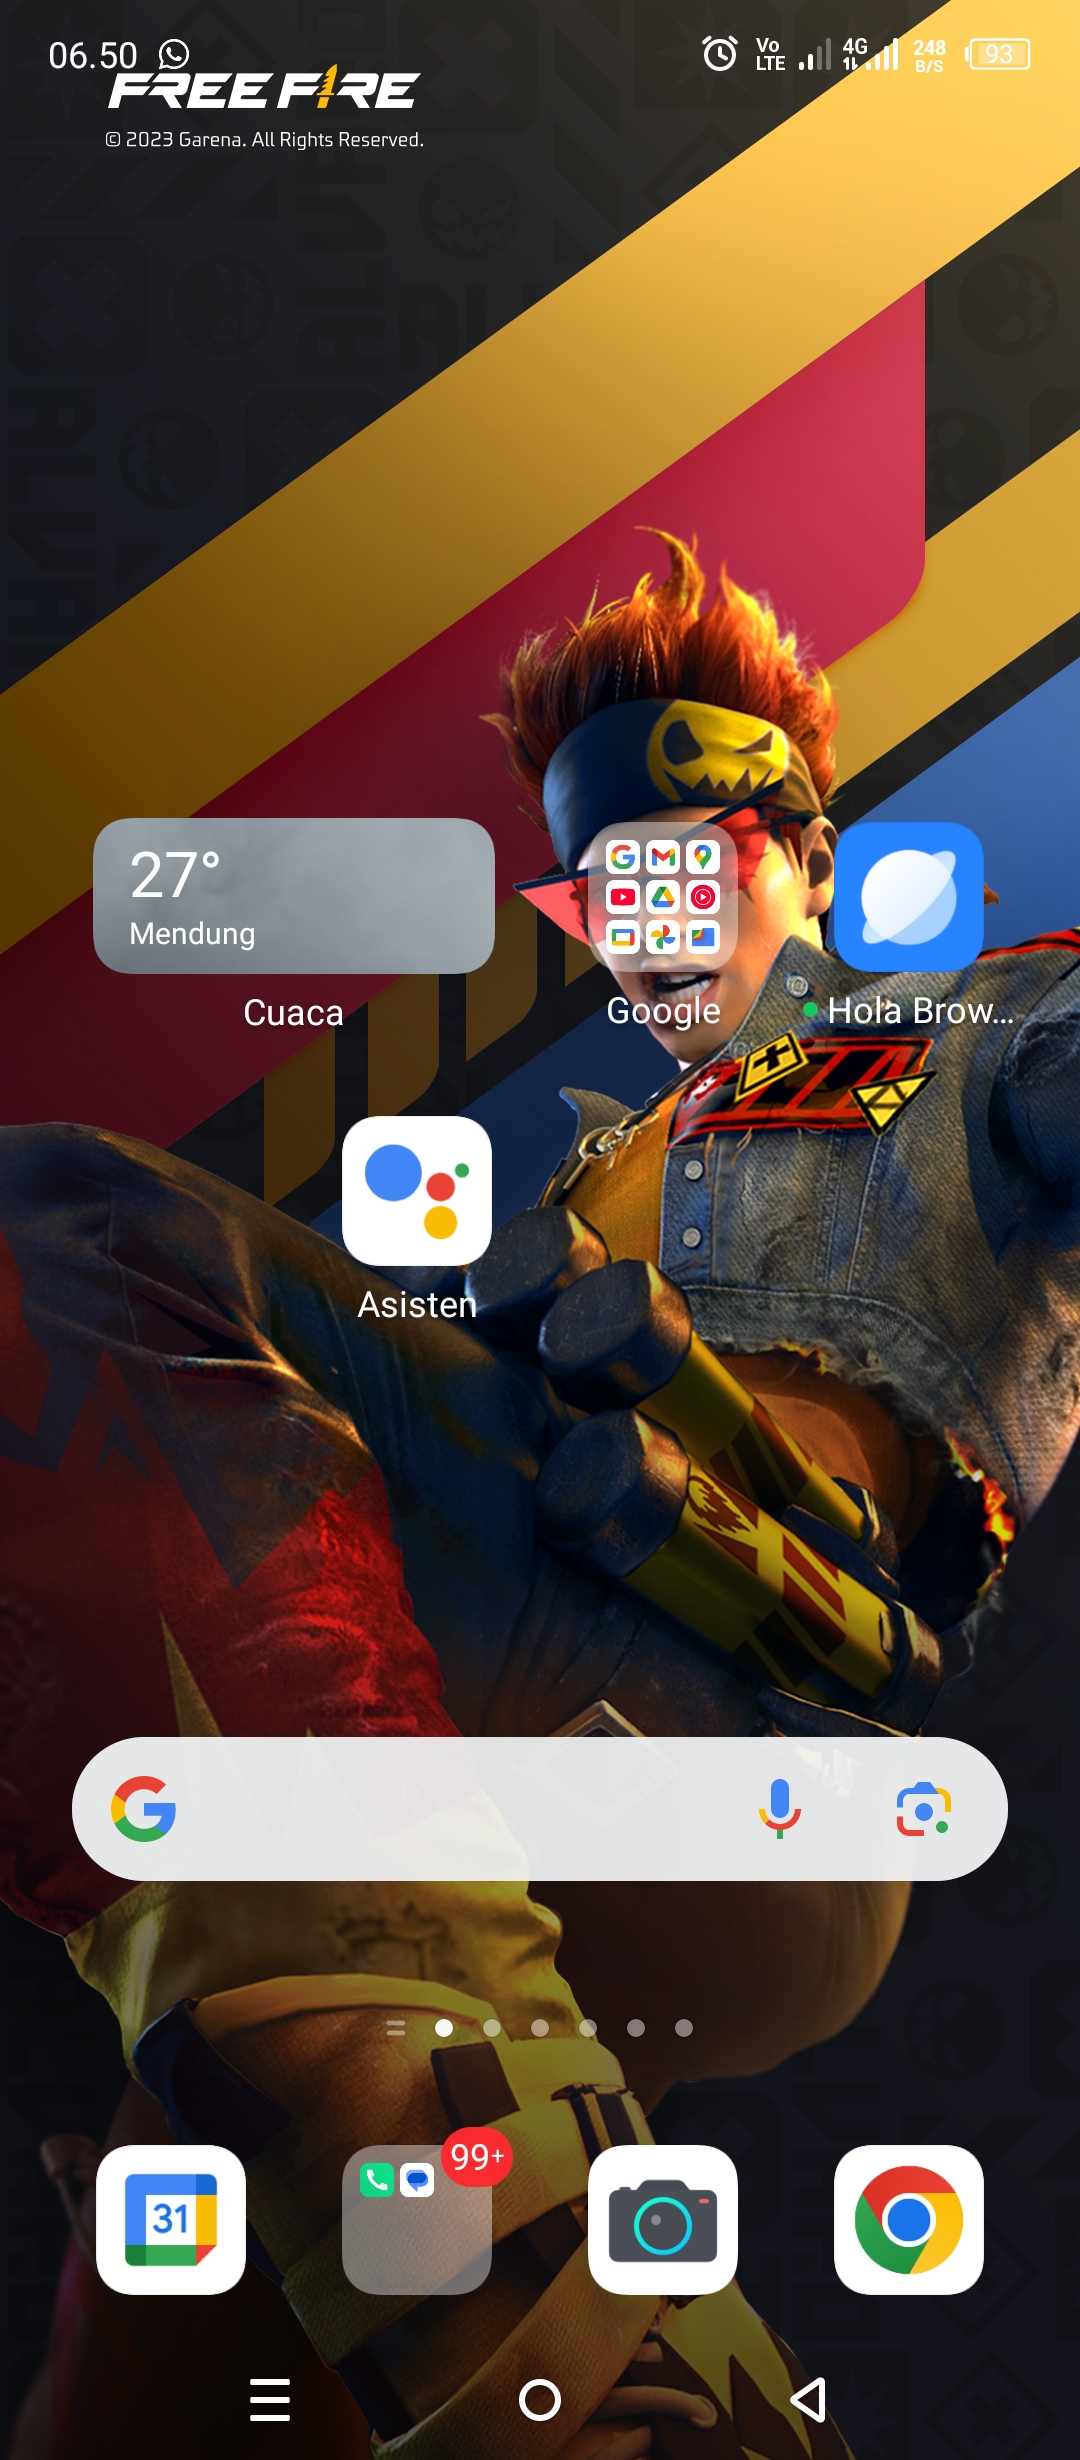 06.50
Vo
LTE
4G
248
B/S
93
FREE FIRE
© 2023 Garena. All Rights Reserved.
27°
Mendung
Cuaca
Google
Hola Brow...
Asisten
31
99+